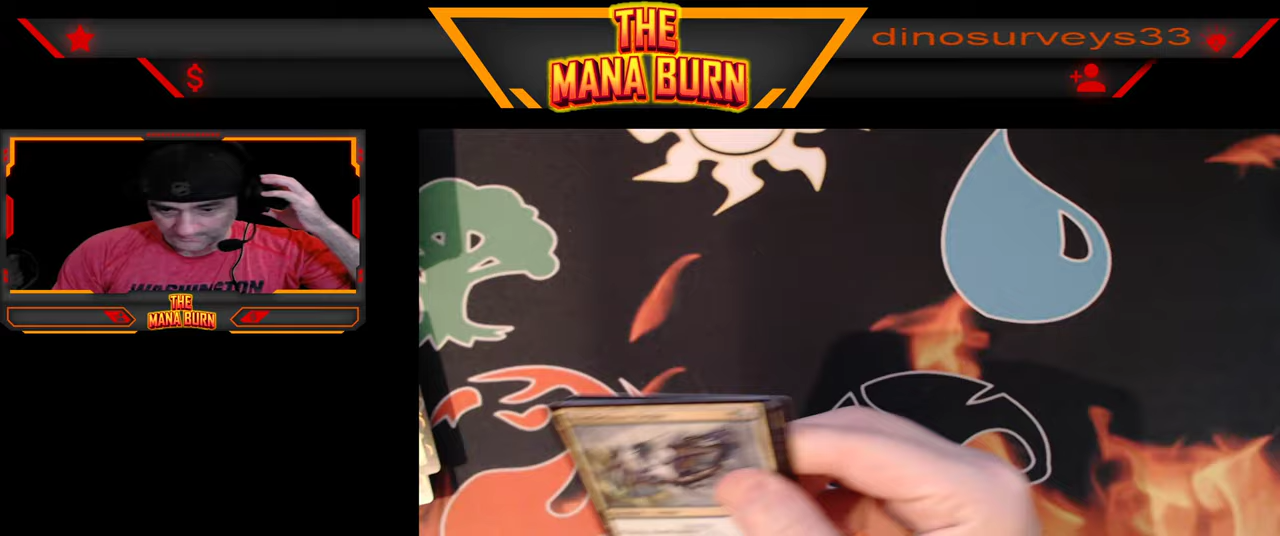 THE
MANA BURN
dinosurveys33
$
WASHINGTON
THE
MANA BURN